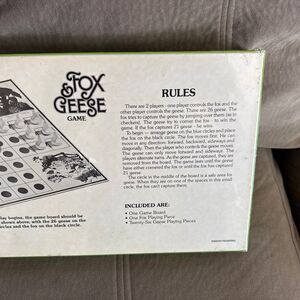 FOX
& GEESE
GAME
RULES
There are 2 players - one player controls the fox and the
other player controls the geese. There are 26 geese. The
fox tries to capture the geese by jumping over them (as in
checkers). The geese try to corner the fox - to win the
game. If the fox captures 21 geese - he wins.
To begin — arrange geese on the blue circles and place
the fox on the black circle. The fox moves first. He can
move in any direction: forward, backward, sideways and
diagonally. Then the player who controls the geese moves.
The geese can only move forward and sideways. The
players alternate turns. As the geese are captured, they are
removed from the board. The game lasts until the geese
have either cornered the fox or until the fox has captured
21 geese.
The circle in the middle of the board is a safe area for
geese. When they are on one of the spaces in this small
circle, the fox can't capture them.
INCLUDED ARE:
• One Game Board
• One Fox Playing Piece
• Twenty-Six Geese Playing Pieces
play begins, the game board should be
shown above, with the 26 geese on the
circles and the fox on the black circle.